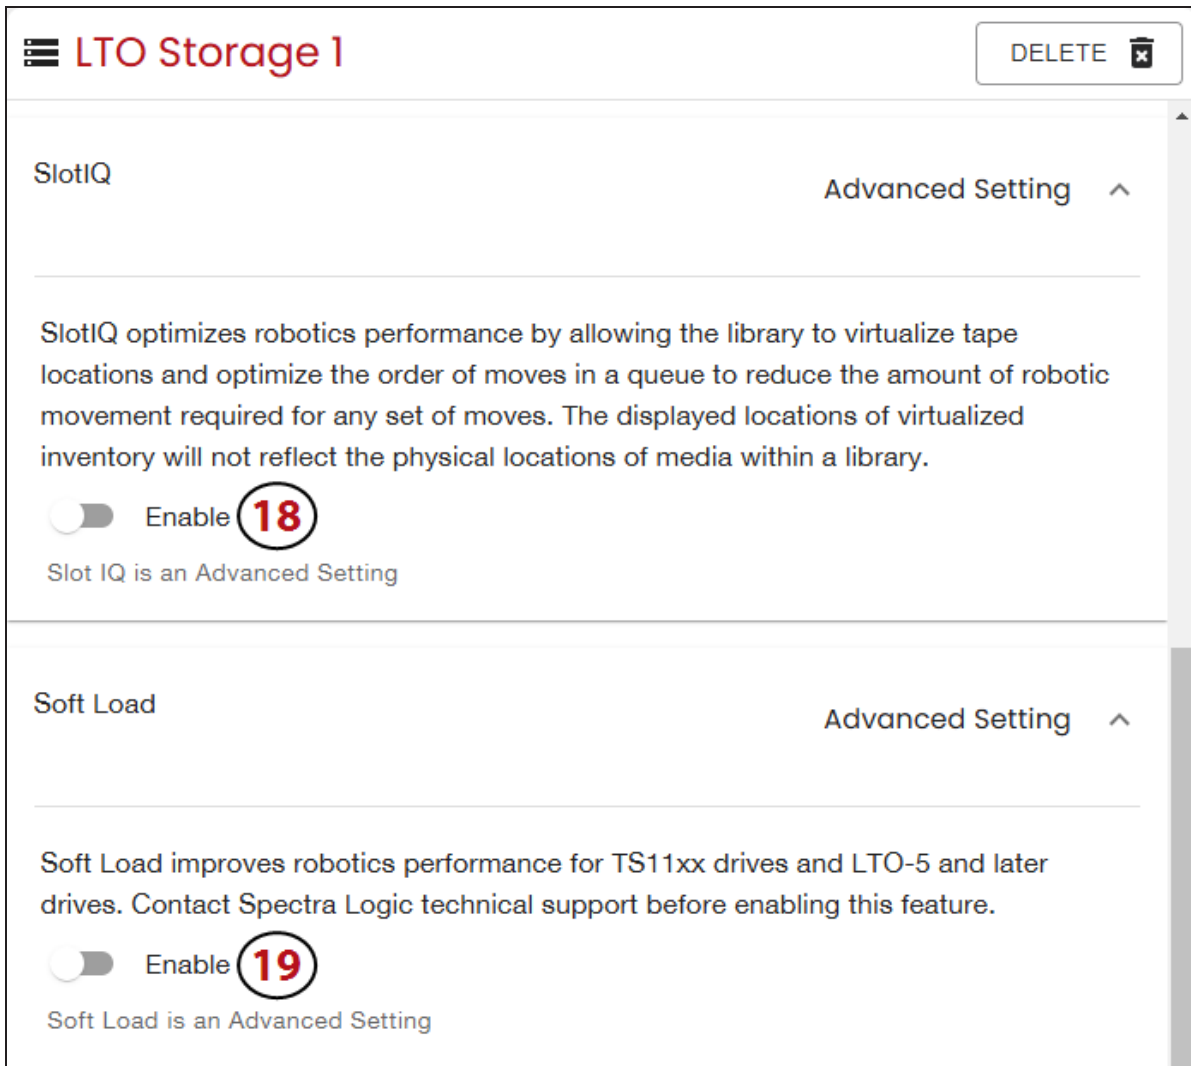 LTO Storage 1
DELETE
SlotIQ
Advanced Setting
SlotIQ optimizes robotics performance by allowing the library to virtualize tape
locations and optimize the order of moves in a queue to reduce the amount of robotic
movement required for any set of moves. The displayed locations of virtualized
inventory will not reflect the physical locations of media within a library.
Enable 18
Slot IQ is an Advanced Setting
Soft Load
Advanced Setting
Soft Load improves robotics performance for TS11xx drives and LTO-5 and later
drives. Contact Spectra Logic technical support before enabling this feature.
Enable 19
Soft Load is an Advanced Setting